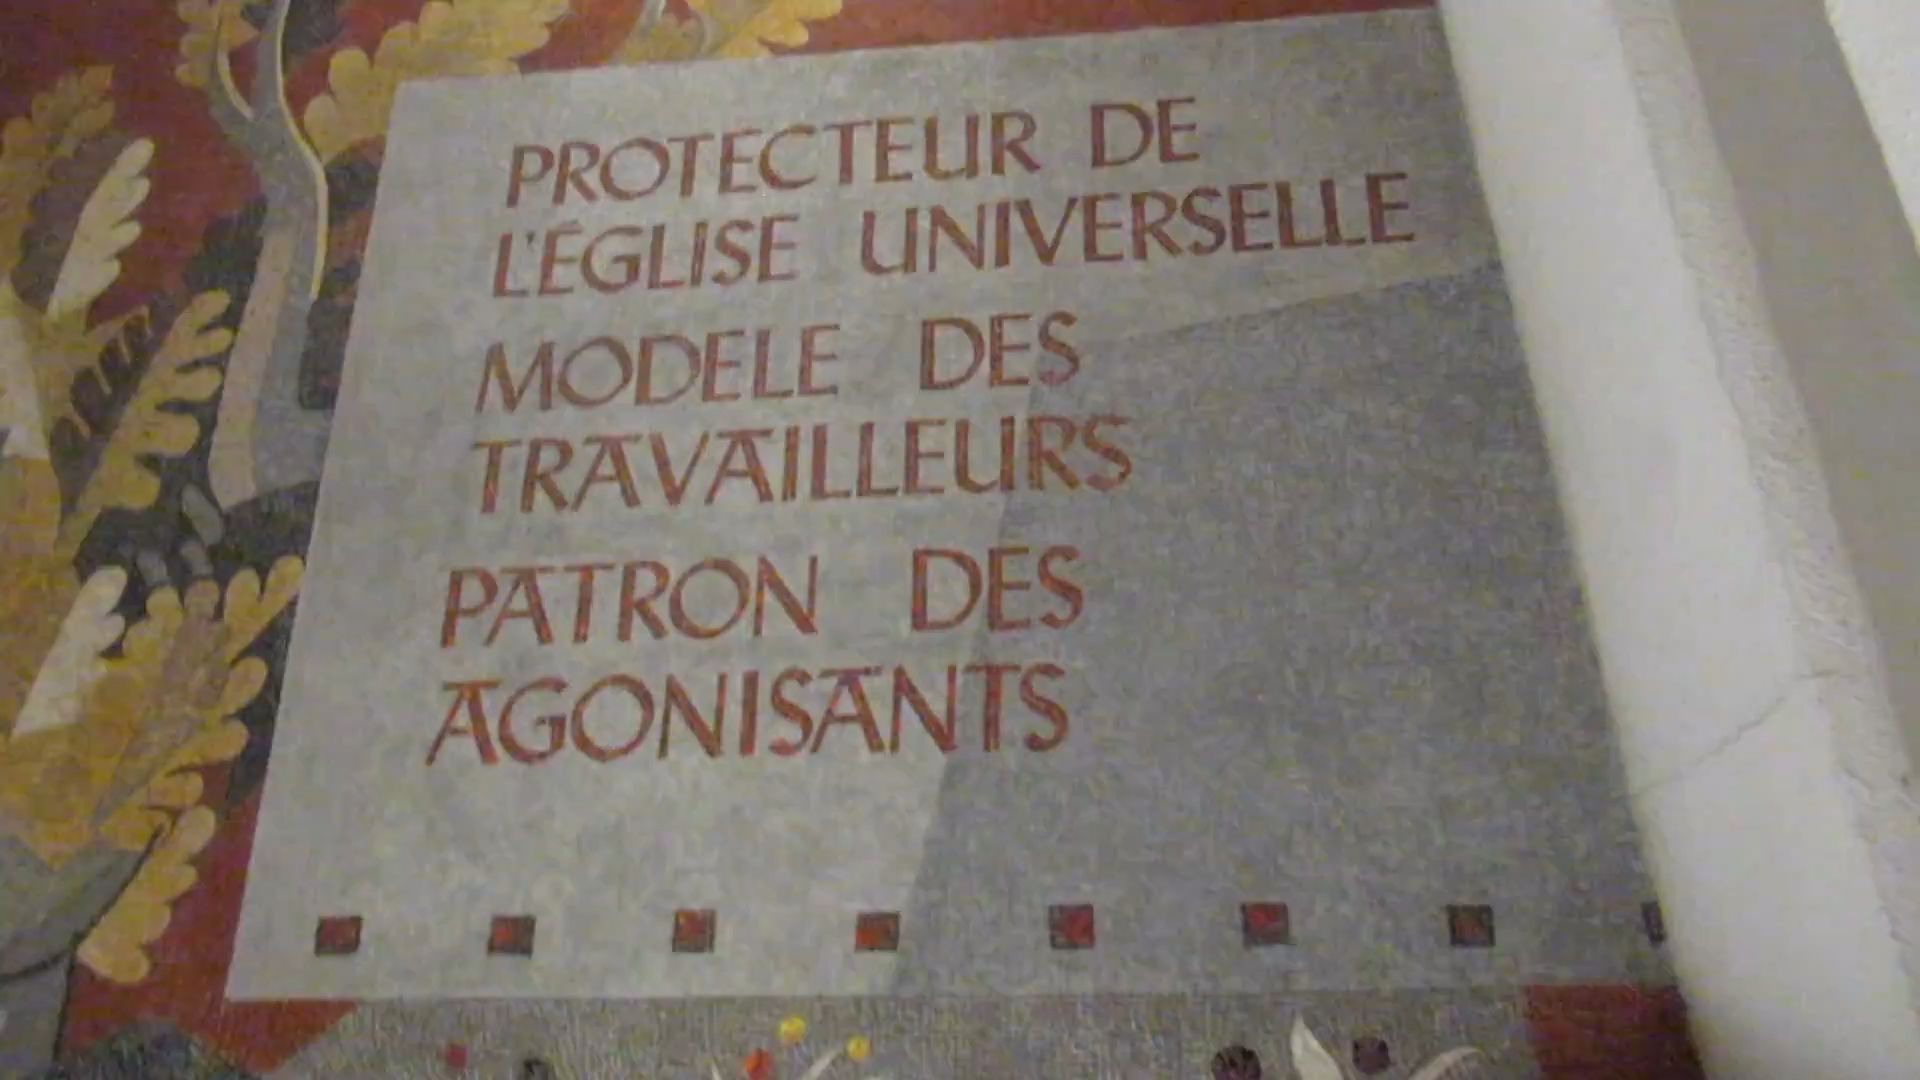 PROTECTEUR DE
L'ÉGLISE UNIVERSELLE
MODELE DES
TRAVAILLEURS
PATRON DES
AGONISANTS